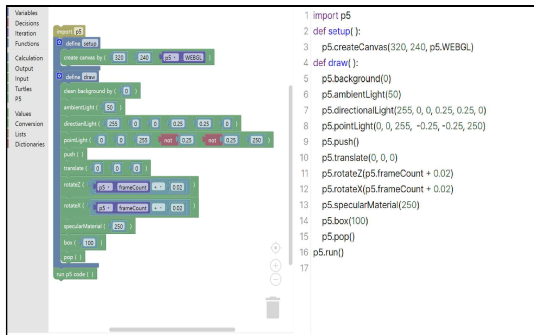 Variables
Decisions
Iteration
Functions
Calculation
Output
Input
Turtles
P5
Values
Conversion
Lists
Dictionaries
import p5
define setup
create canvas by ( 320 , 240 , p5 . WEBGL )
define draw
clean background by ( 0 )
ambientLight ( 50 )
directionLight ( 255 , 0 , 0 , 0.25 , 0.25 , 0 )
pointLight ( 0 , 0 , 255 , not 0.25 , not 0.25 , 250 )
push ( )
translate ( 0 , 0 , 0 )
rotateZ ( p5 . frameCount + 0.02 )
rotateX ( p5 . frameCount + 0.02 )
specularMaterial ( 250 )
box ( 100 )
pop ( )
run p5 code ( )
1 import p5
2 def setup( ):
3 p5.createCanvas(320, 240, p5.WEBGL)
4 def draw( ):
5 p5.background(0)
6 p5.ambientLight(50)
7 p5.directionalLight(255, 0, 0, 0.25, 0.25, 0)
8 p5.pointLight(0, 0, 255, -0.25, -0.25, 250)
9 p5.push()
10 p5.translate(0, 0, 0)
11 p5.rotateZ(p5.frameCount + 0.02)
12 p5.rotateX(p5.frameCount + 0.02)
13 p5.specularMaterial(250)
14 p5.box(100)
15 p5.pop()
16 p5.run()
17